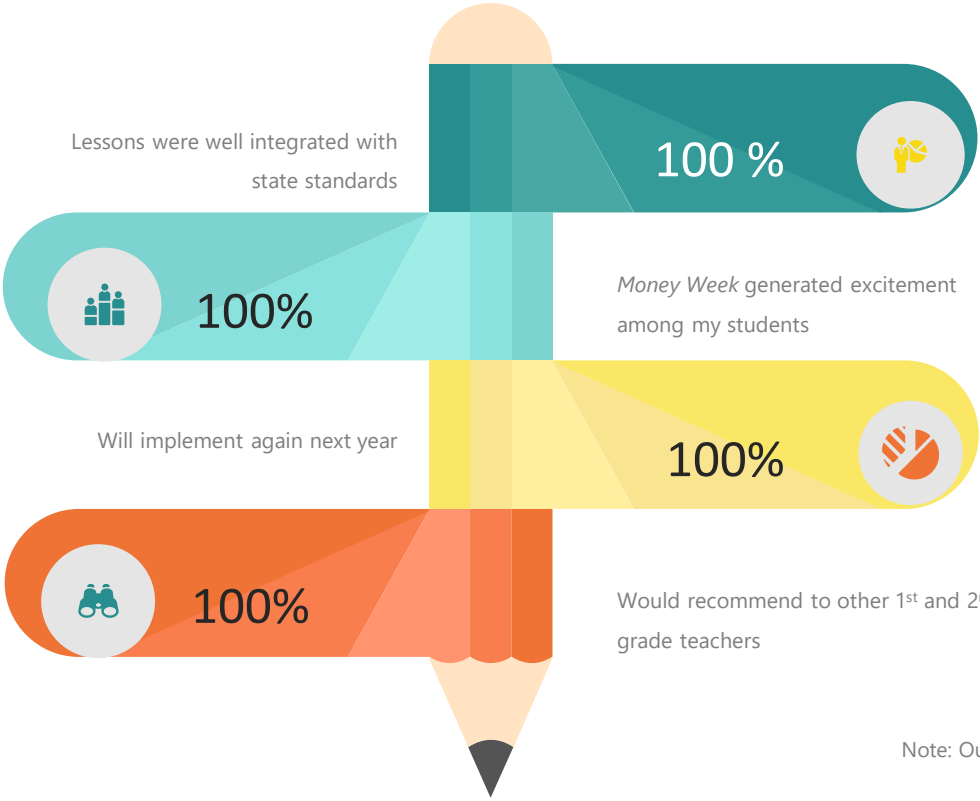 Lessons were well integrated with
state standards
100 %
100%
Money Week generated excitement
among my students
Will implement again next year
100%
100%
Would recommend to other 1st and
grade teachers
Note: